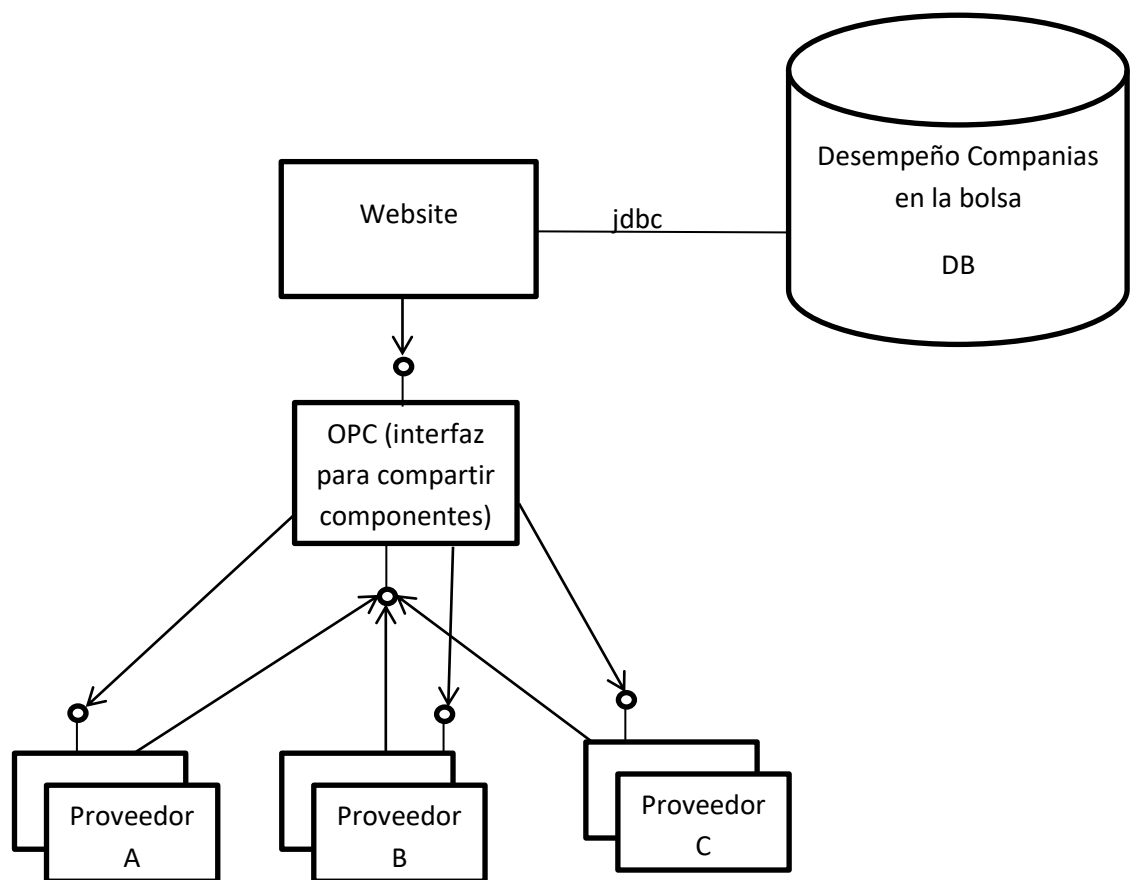 Desempeño Companias
en la bolsa
DB
Website
jdbc
OPC (interfaz
para compartir
componentes)
Proveedor
A
Proveedor
B
Proveedor
C